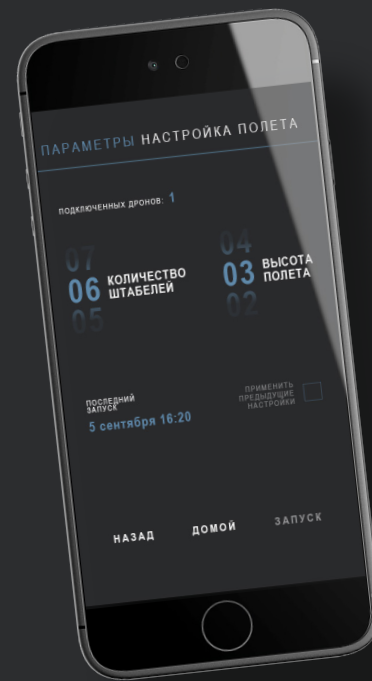 ПАРАМЕТРЫ НАСТРОЙКА ПОЛЕТА
ПОДКЛЮЧЕННЫХ ДРОНОВ: 1
07
06 КОЛИЧЕСТВО
ШТАБЕЛЕЙ
05
04
03 ВЫСОТА
ПОЛЕТА
02
ПОСЛЕДНИЙ
ЗАПУСК
5 сентября 16:20
ПРИМЕНИТЬ
ПРЕДЫДУЩИЕ
НАСТРОЙКИ
НАЗАД ДОМОЙ ЗАПУСК